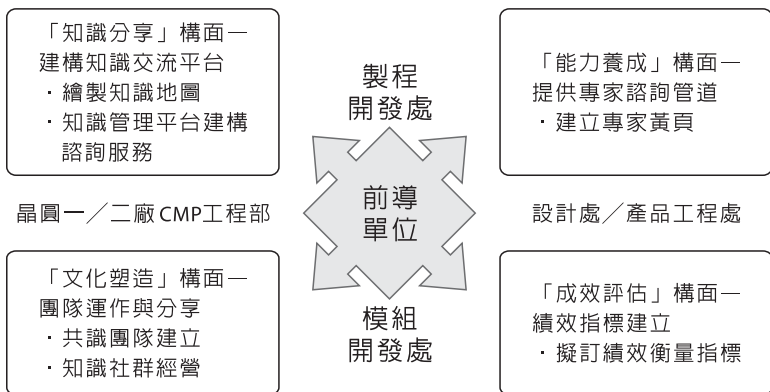 「知識分享」構面—
建構知識交流平台
・繪製知識地圖
・知識管理平台建構
諮詢服務
製程
開發處
「能力養成」構面—
提供專家諮詢管道
・建立專家黃頁
晶圓一／二廠CMP工程部
前導
單位
設計處／產品工程處
「文化塑造」構面—
團隊運作與分享
・共識團隊建立
・知識社群經營
模組
開發處
「成效評估」構面—
績效指標建立
・擬訂績效衡量指標